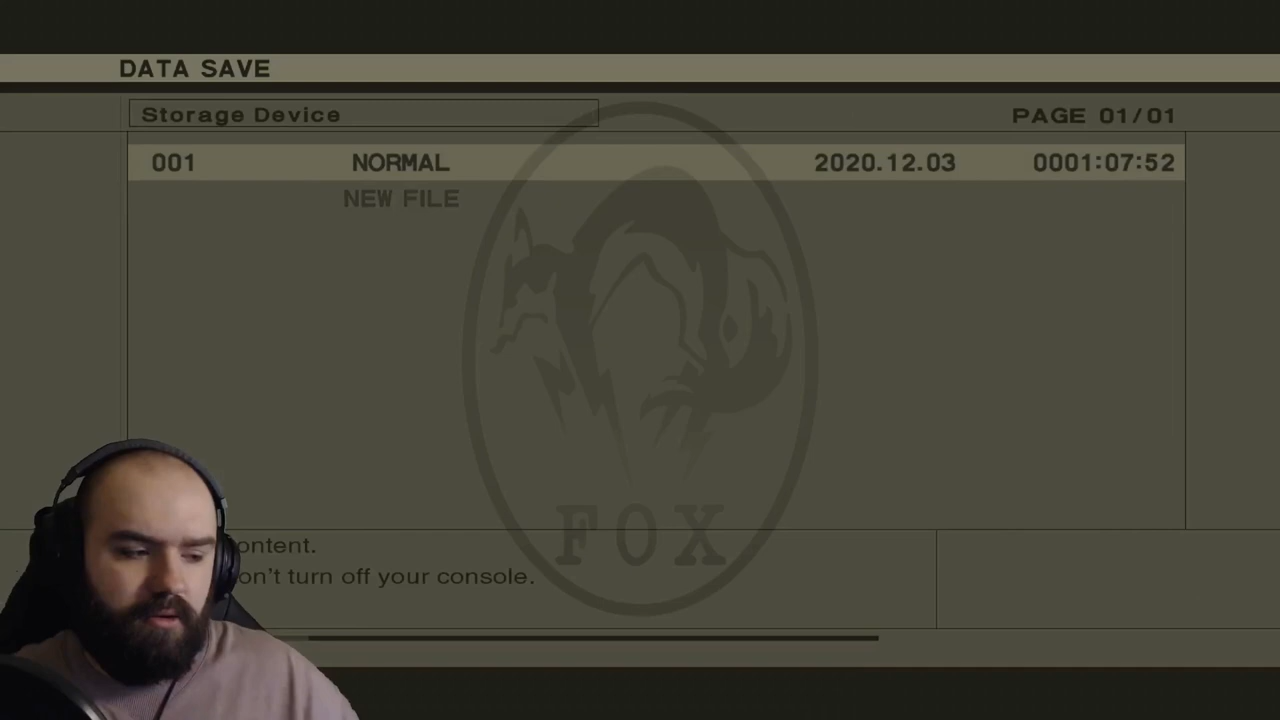 DATA SAVE
Storage Device PAGE 01/01
001 NORMAL 2020.12.03 0001:07:52
NEW FILE
FOX
ontent.
on't turn off your console.